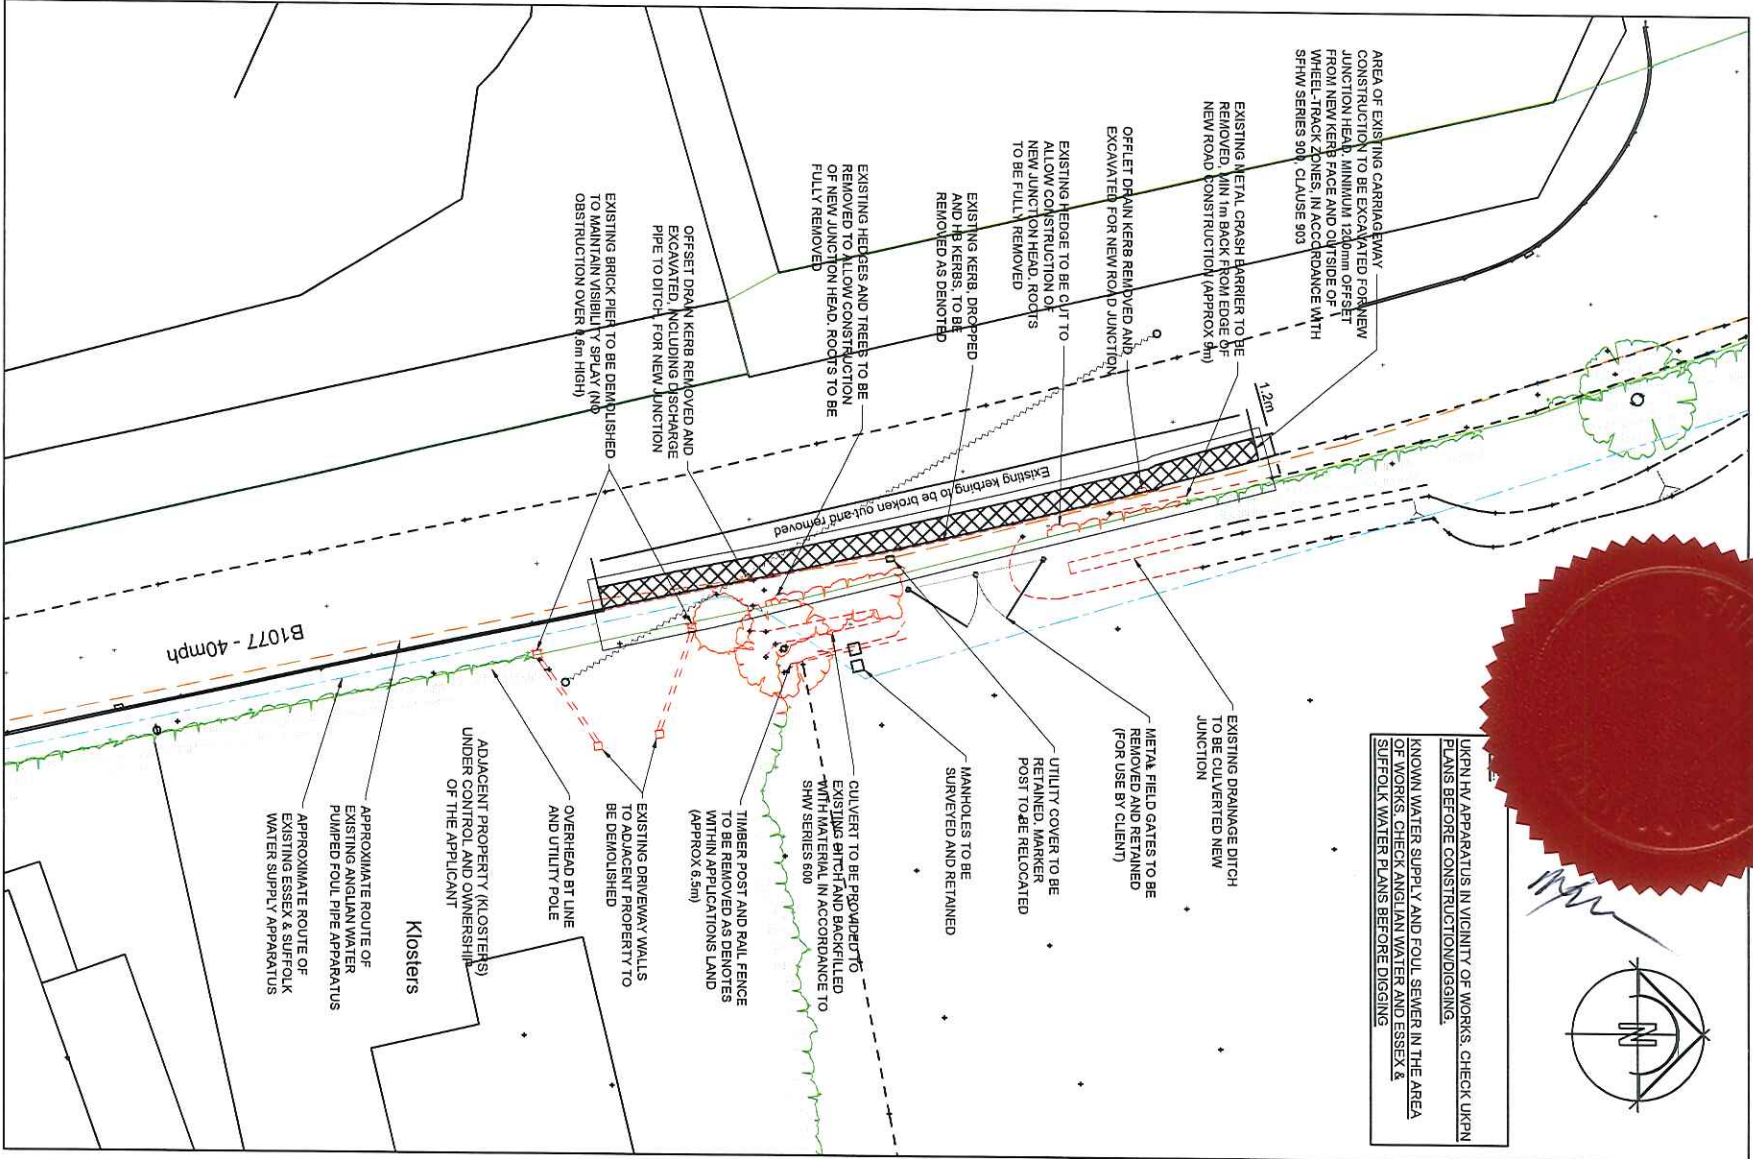 AREA OF EXISTING CARRIAGEWAY
CONSTRUCTION TO BE EXCAVATED FOR NEW
JUNCTION HEAD. MINIMUM 1200mm OFFSET
FROM NEW KERB FACE AND OUTSIDE OF
WHEEL-TRACK ZONES, IN ACCORDANCE WITH
SFHW SERIES 900, CLAUSE 903
EXISTING METAL CRASH BARRIER TO BE
REMOVED, MIN 1m BACK FROM EDGE OF
NEW ROAD CONSTRUCTION (APPROX 9m)
OFFLET DRAIN KERB REMOVED AND
EXCAVATED FOR NEW ROAD JUNCTION
EXISTING HEDGE TO BE CUT TO
ALLOW CONSTRUCTION OF
NEW JUNCTION HEAD. ROOTS
TO BE FULLY REMOVED
EXISTING KERB, DROPPED
AND HB KERBS, TO BE
REMOVED AS DENOTED
EXISTING HEDGES AND TREES TO BE
REMOVED TO ALLOW CONSTRUCTION
OF NEW JUNCTION HEAD. ROOTS TO BE
FULLY REMOVED
OFFSET DRAIN KERB REMOVED AND
EXCAVATED, INCLUDING DISCHARGE
PIPE TO DITCH, FOR NEW JUNCTION
EXISTING BRICK PIER TO BE DEMOLISHED
TO MAINTAIN VISIBILITY SPLAY (NO
OBSTRUCTION OVER 0.6m HIGH)
1.2m
Existing kerbing to be broken out and removed
B1077 - 40mph
UKPN HV APPARATUS IN VICINITY OF WORKS. CHECK UKPN
PLANS BEFORE CONSTRUCTION/DIGGING.
KNOWN WATER SUPPLY AND FOUL SEWER IN THE AREA
OF WORKS. CHECK ANGLIAN WATER AND ESSEX &
SUFFOLK WATER PLANS BEFORE DIGGING
N
EXISTING DRAINAGE DITCH
TO BE CULVERTED NEW
JUNCTION
METAL FIELD GATES TO BE
REMOVED AND RETAINED
(FOR USE BY CLIENT)
UTILITY COVER TO BE
RETAINED. MARKER
POST TO BE RELOCATED
MANHOLES TO BE
SURVEYED AND RETAINED
CULVERT TO BE PROVIDED TO
EXISTING DITCH AND BACKFILLED
WITH MATERIAL IN ACCORDANCE TO
SHW SERIES 600
TIMBER POST AND RAIL FENCE
TO BE REMOVED AS DENOTES
WITHIN APPLICATIONS LAND
(APPROX 6.5m)
EXISTING DRIVEWAY WALLS
TO ADJACENT PROPERTY TO
BE DEMOLISHED
OVERHEAD BT LINE
AND UTILITY POLE
ADJACENT PROPERTY (KLOSTERS)
UNDER CONTROL AND OWNERSHIP
OF THE APPLICANT
Klosters
APPROXIMATE ROUTE OF
EXISTING ANGLIAN WATER
PUMPED FOUL PIPE APPARATUS
APPROXIMATE ROUTE OF
EXISTING ESSEX & SUFFOLK
WATER SUPPLY APPARATUS